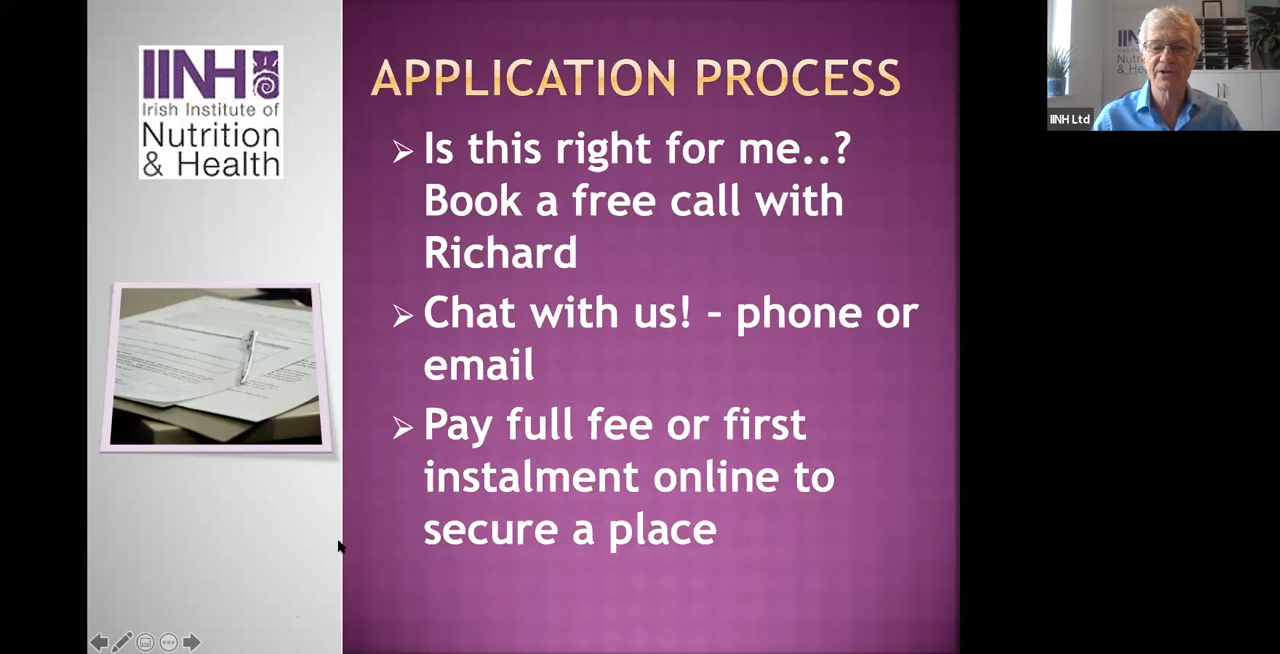 IINH
Irish Institute of
Nutrition
& Health
APPLICATION PROCESS
➢ Is this right for me..?
Book a free call with
Richard
➢ Chat with us! – phone or
email
➢ Pay full fee or first
instalment online to
secure a place
IINH Ltd